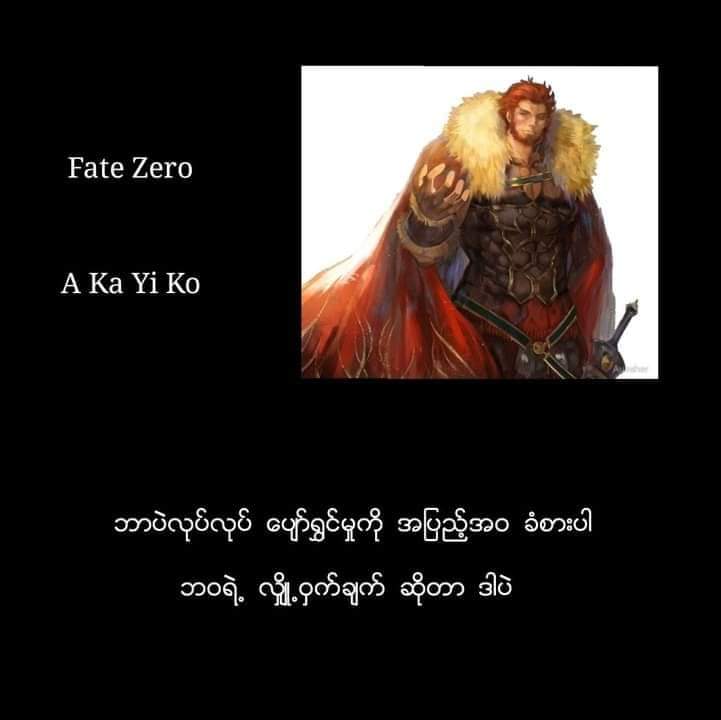 Fate Zero
A Ka Yi Ko
ဘာပဲလုပ်လုပ် ပျော်ရွှင်မှုကို အပြည့်အဝ ခံစားပါ
ဘဝရဲ့ လျှို့ဝှက်ချက် ဆိုတာ ဒါပဲ